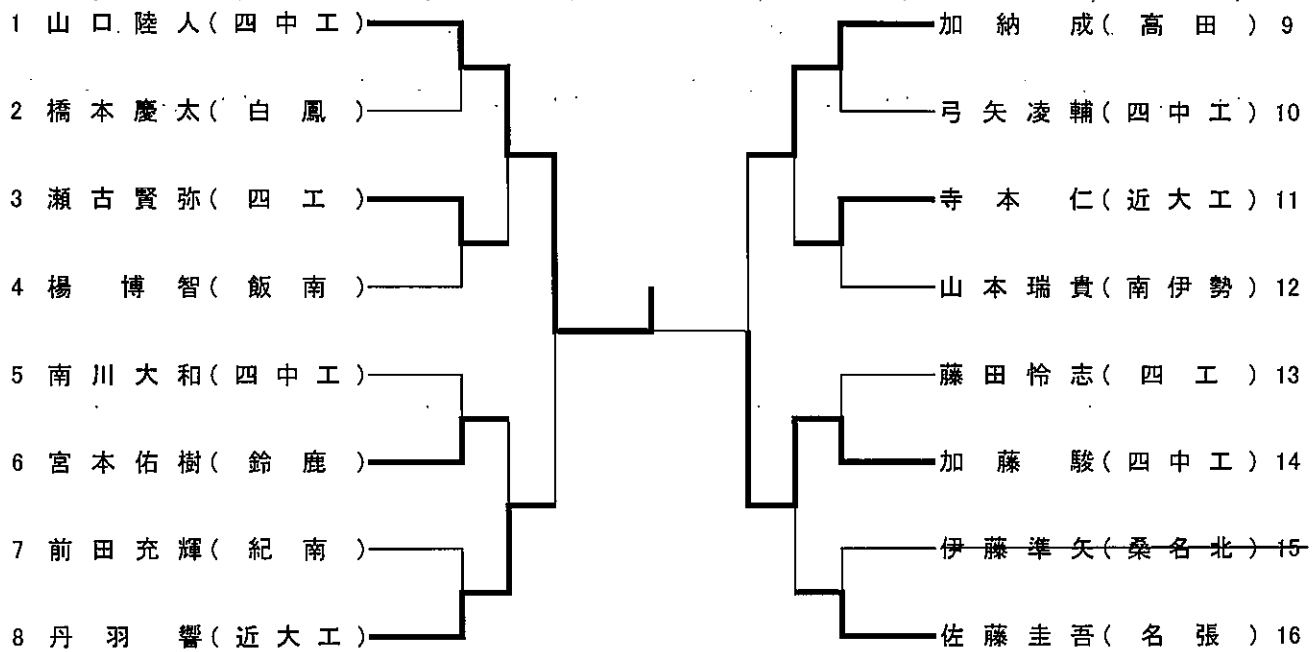 1 山口陸人(四中工)
2 橋本慶太(白鳳)
3 瀬古賢弥(四工)
4 楊博智(飯南)
5 南川大和(四中工)
6 宮本佑樹(鈴鹿)
7 前田充輝(紀南)
8 丹羽響(近大工)
加納成(高田) 9
弓矢凌輔(四中工) 10
寺本仁(近大工) 11
山本瑞貴(南伊勢) 12
藤田怜志(四工) 13
加藤駿(四中工) 14
伊藤準矢(桑名北) 15
佐藤圭吾(名張) 16